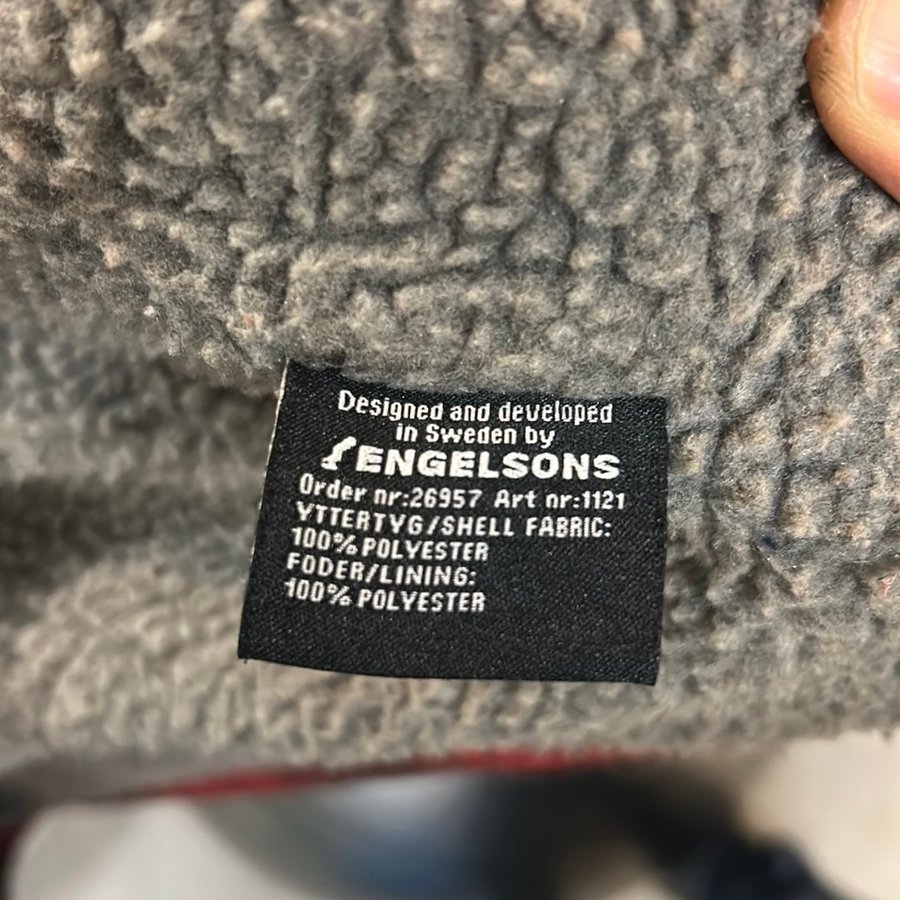 Designed and developed
in Sweden by
ENGELSONS
Order nr:26957 Art nr:1121
YTTERTYG/SHELL FABRIC:
100% POLYESTER
FODER/LINING:
100% POLYESTER